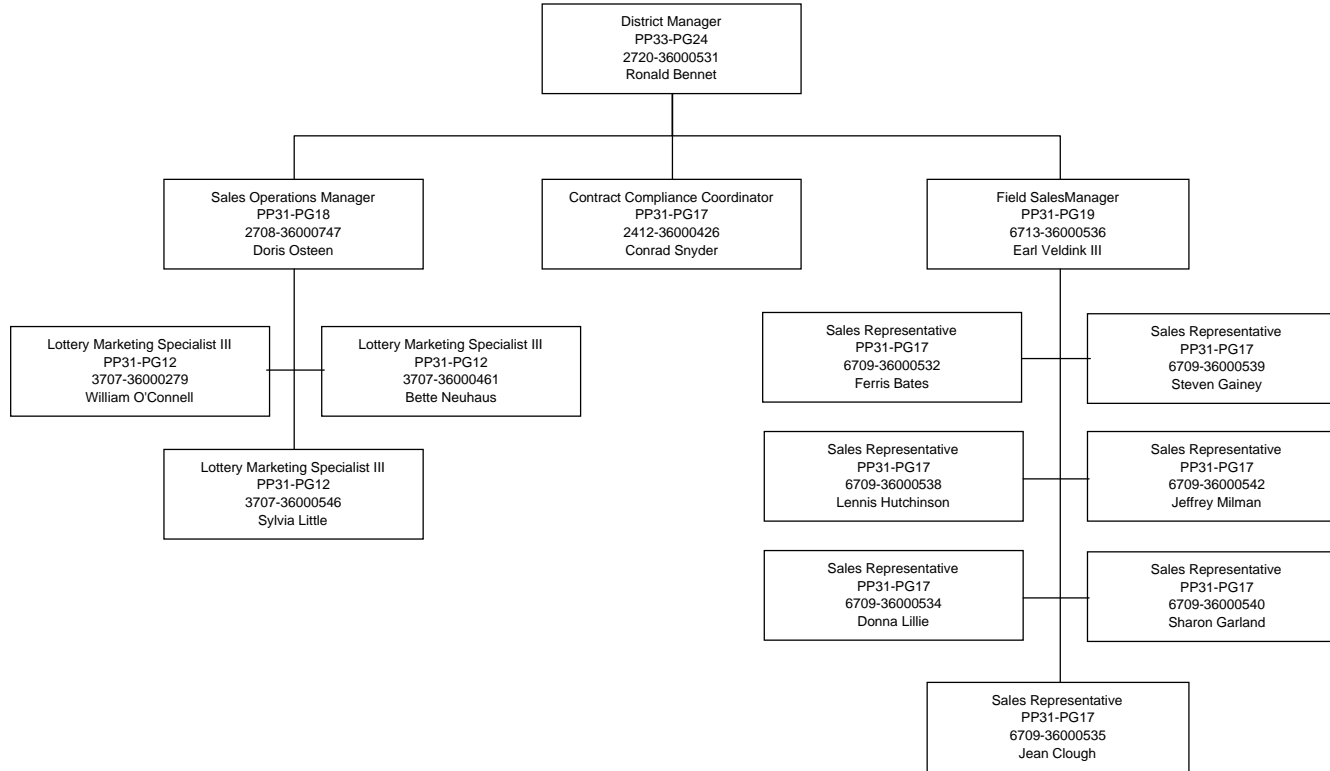 District Manager
PP33-PG24
2720-36000531
Ronald Bennet
Sales Operations Manager
PP31-PG18
2708-36000747
Doris Osteen
Contract Compliance Coordinator
PP31-PG17
2412-36000426
Conrad Snyder
Field SalesManager
PP31-PG19
6713-36000536
Earl Veldink III
Lottery Marketing Specialist III
PP31-PG12
3707-36000279
William O'Connell
Lottery Marketing Specialist III
PP31-PG12
3707-36000461
Bette Neuhaus
Lottery Marketing Specialist III
PP31-PG12
3707-36000546
Sylvia Little
Sales Representative
PP31-PG17
6709-36000532
Ferris Bates
Sales Representative
PP31-PG17
6709-36000539
Steven Gainey
Sales Representative
PP31-PG17
6709-36000538
Lennis Hutchinson
Sales Representative
PP31-PG17
6709-36000542
Jeffrey Milman
Sales Representative
PP31-PG17
6709-36000534
Donna Lillie
Sales Representative
PP31-PG17
6709-36000540
Sharon Garland
Sales Representative
PP31-PG17
6709-36000535
Jean Clough